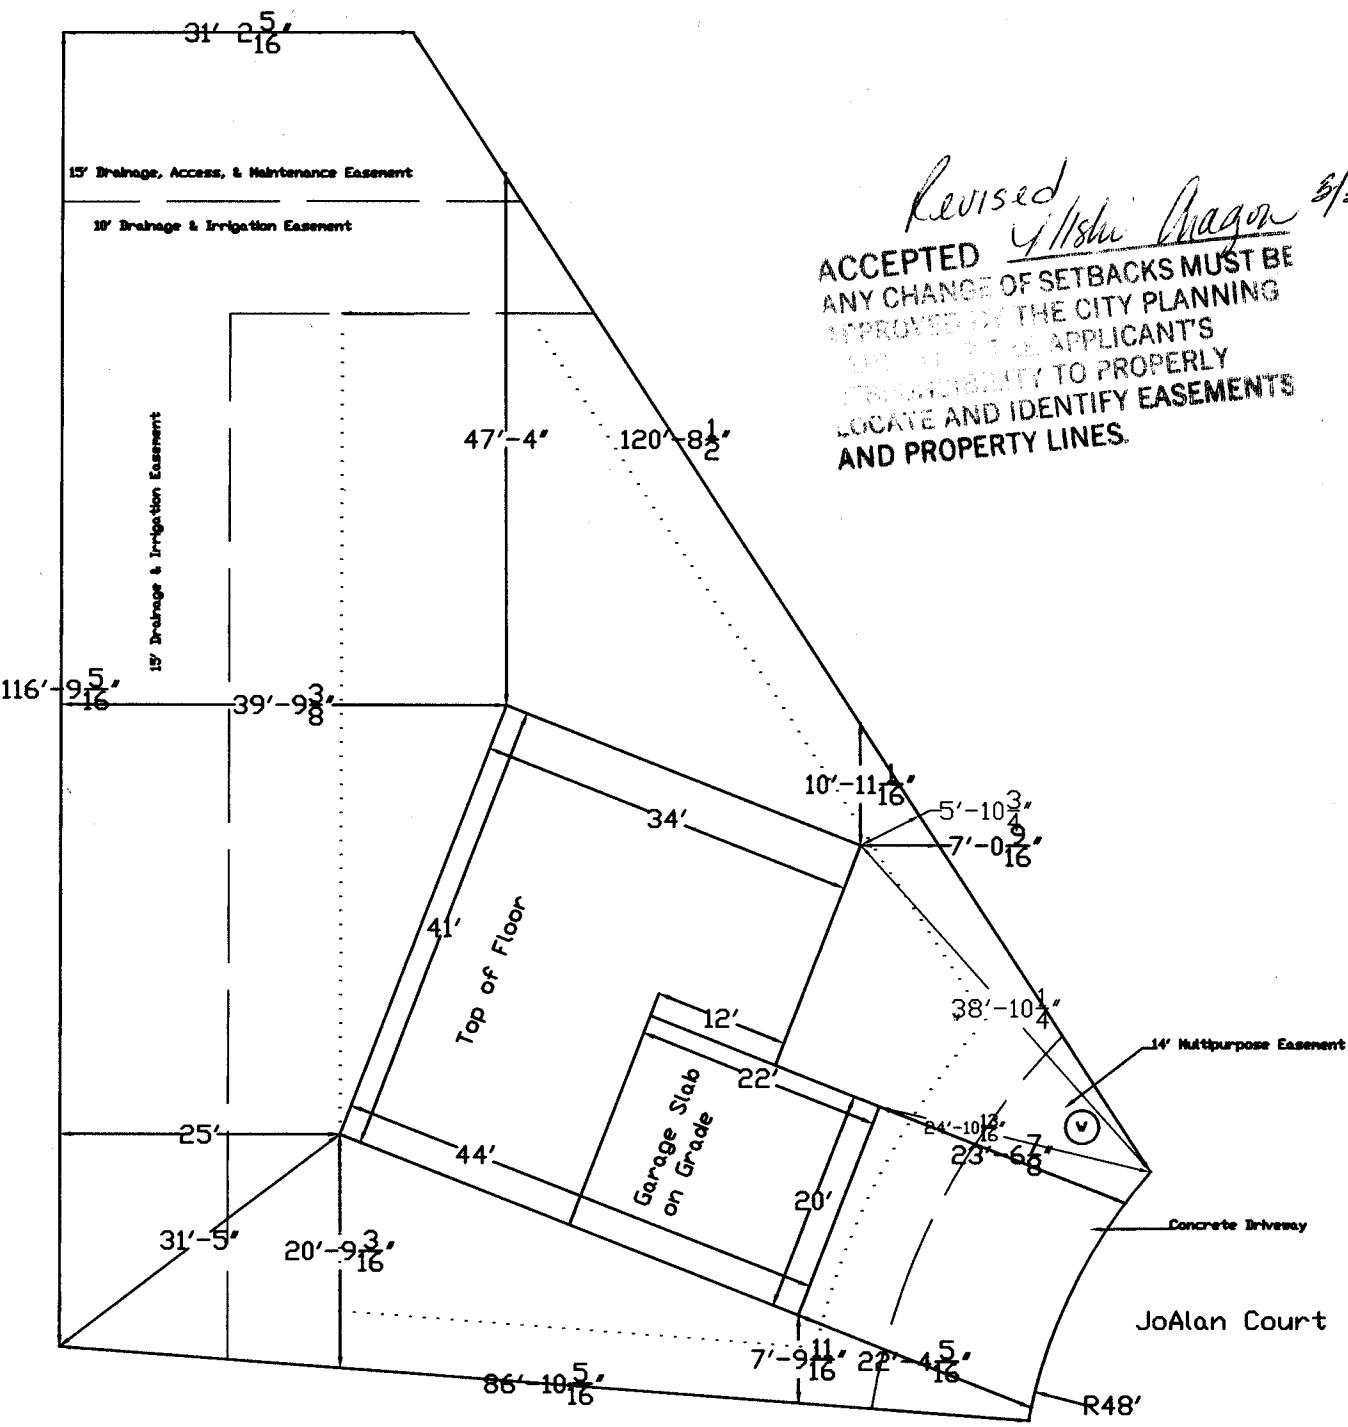 31' 2 5/16"
15' Drainage, Access, & Maintenance Easement
10' Drainage & Irrigation Easement
Revised
ACCEPTED
ANY CHANGE OF SETBACKS MUST BE
APPROVED BY THE CITY PLANNING
APPLICANT'S
TO PROPERLY
LOCATE AND IDENTIFY EASEMENTS
AND PROPERTY LINES.
47'-4"
120'-8 1/2"
15' Drainage & Irrigation Easement
116'-9 5/16"
39'-9 3/8"
10'-11 1/16"
5'-10 3/4"
7'-0 9/16"
34'
41'
Top of Floor
38'-10 1/4"
12'
14' Multipurpose Easement
22'
Garage Slab
on Grade
24'-10 13/16"
W
23'-6 7/8"
25'
44'
20'
31'-5"
20'-9 3/16"
Concrete Driveway
JoAlan Court
7'-9 11/16"
22'-4 5/16"
86'-10 5/16"
R48'